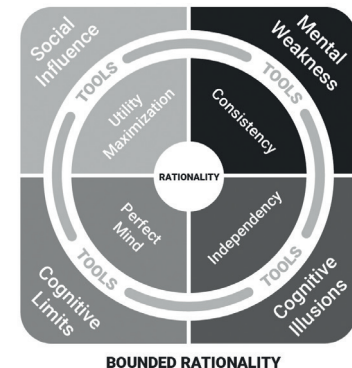 Social
Influence
Mental
Weakness
TOOLS
TOOLS
Utility
Maximization
Consistency
RATIONALITY
Perfect
Mind
Independency
TOOLS
TOOLS
Cognitive
Limits
Cognitive
Illusions
BOUNDED RATIONALITY